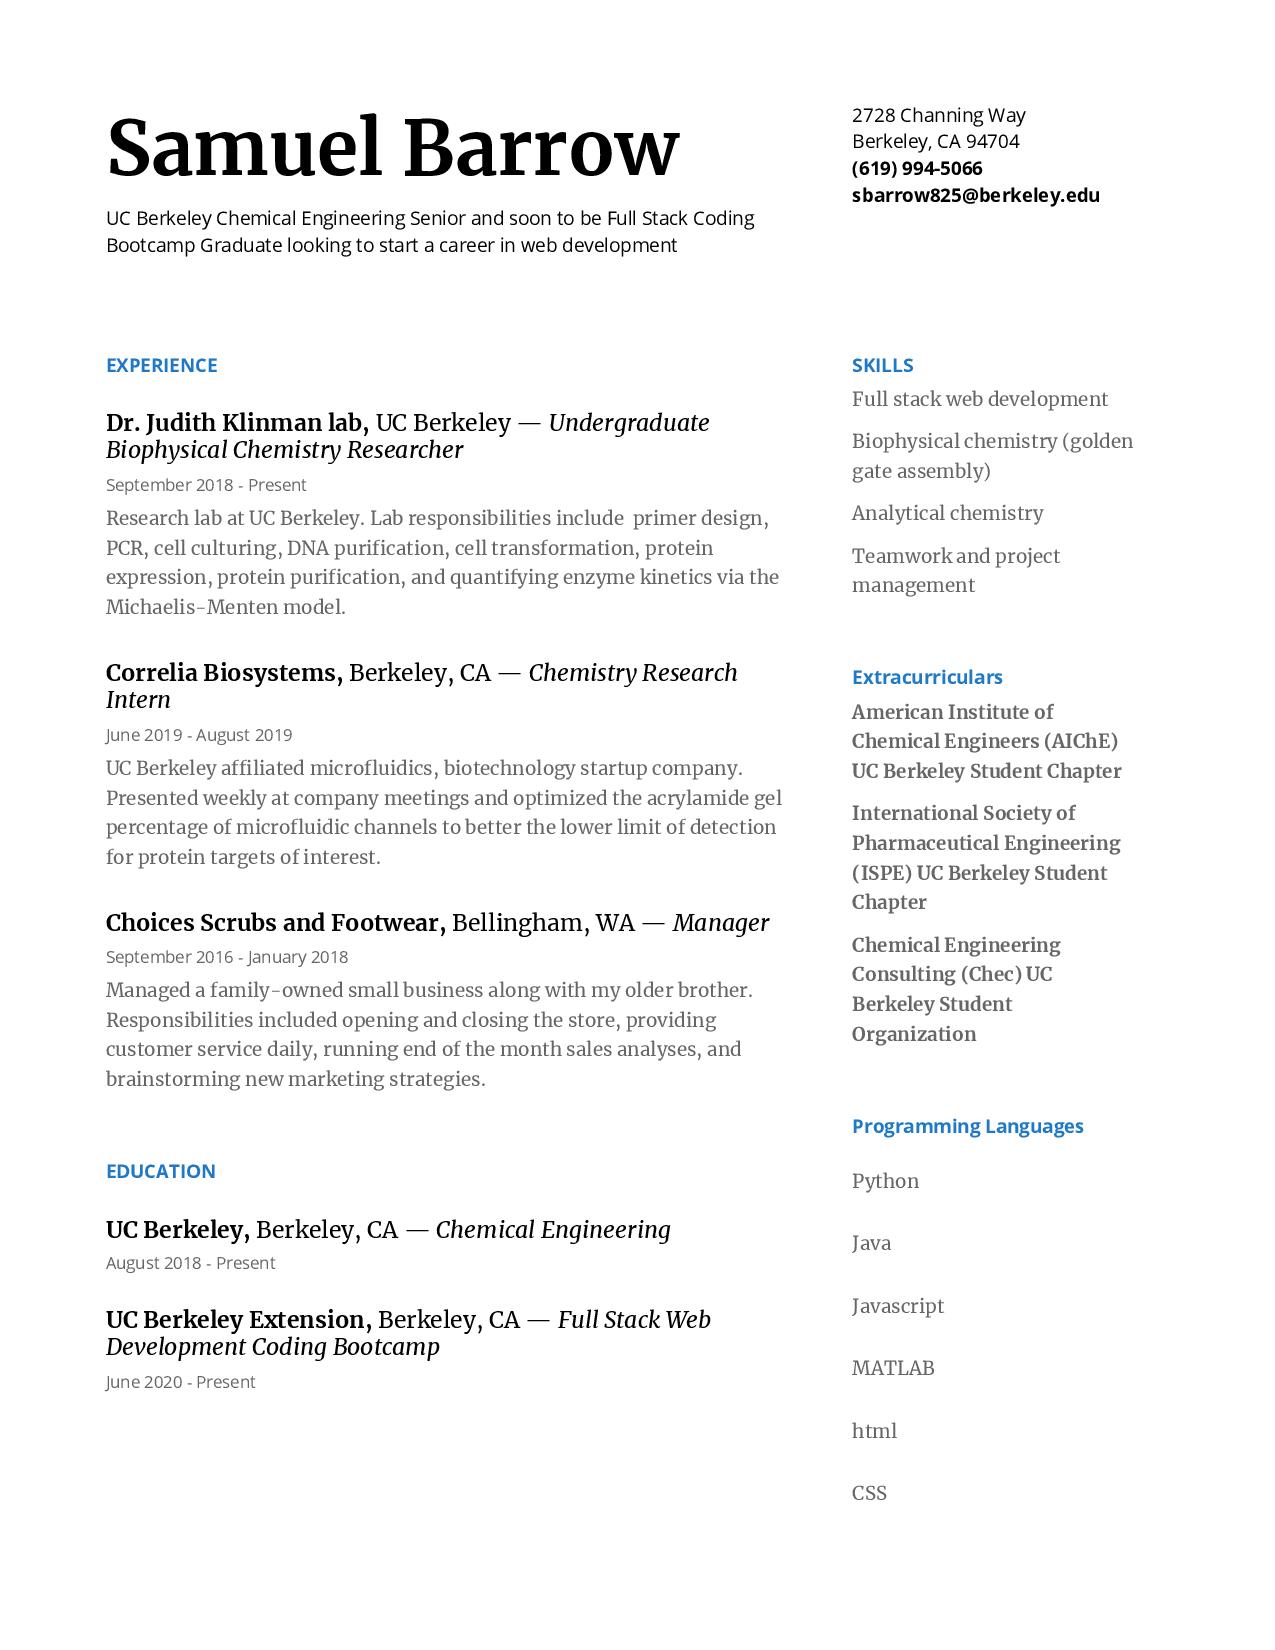 Samuel Barrow
UC Berkeley Chemical Engineering Senior and soon to be Full Stack Coding
Bootcamp Graduate looking to start a career in web development
2728 Channing Way
Berkeley, CA 94704
(619) 994-5066
sbarrow825@berkeley.edu
EXPERIENCE
Dr. Judith Klinman lab, UC Berkeley — Undergraduate
Biophysical Chemistry Researcher
September 2018 - Present
Research lab at UC Berkeley. Lab responsibilities include  primer design,
PCR, cell culturing, DNA purification, cell transformation, protein
expression, protein purification, and quantifying enzyme kinetics via the
Michaelis-Menten model.
Correlia Biosystems, Berkeley, CA — Chemistry Research
Intern
June 2019 - August 2019
UC Berkeley affiliated microfluidics, biotechnology startup company.
Presented weekly at company meetings and optimized the acrylamide gel
percentage of microfluidic channels to better the lower limit of detection
for protein targets of interest.
Choices Scrubs and Footwear, Bellingham, WA — Manager
September 2016 - January 2018
Managed a family-owned small business along with my older brother.
Responsibilities included opening and closing the store, providing
customer service daily, running end of the month sales analyses, and
brainstorming new marketing strategies.
EDUCATION
UC Berkeley, Berkeley, CA — Chemical Engineering
August 2018 - Present
UC Berkeley Extension, Berkeley, CA — Full Stack Web
Development Coding Bootcamp
June 2020 - Present
SKILLS
Full stack web development
Biophysical chemistry (golden
gate assembly)
Analytical chemistry
Teamwork and project
management
Extracurriculars
American Institute of
Chemical Engineers (AIChE)
UC Berkeley Student Chapter
International Society of
Pharmaceutical Engineering
(ISPE) UC Berkeley Student
Chapter
Chemical Engineering
Consulting (Chec) UC
Berkeley Student
Organization
Programming Languages
Python
Java
Javascript
MATLAB
html
CSS